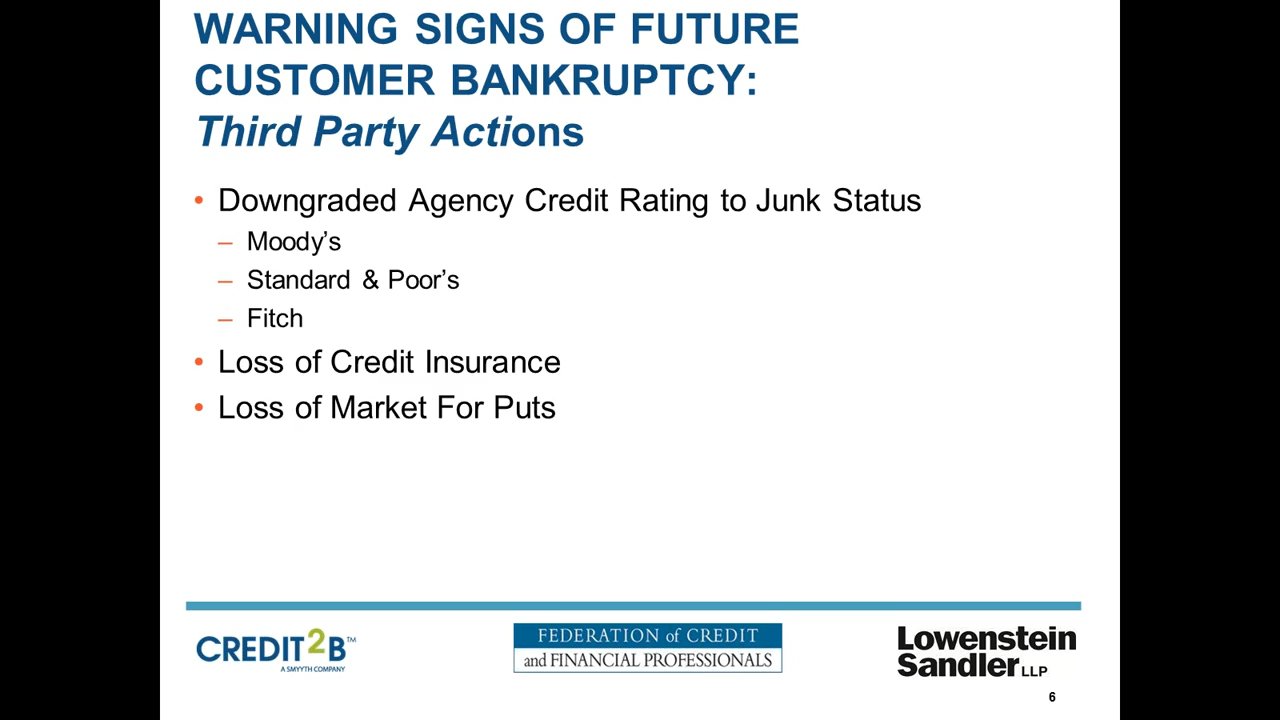 WARNING SIGNS OF FUTURE
CUSTOMER BANKRUPTCY:
Third Party Actions
• Downgraded Agency Credit Rating to Junk Status
– Moody’s
– Standard & Poor’s
– Fitch
• Loss of Credit Insurance
• Loss of Market For Puts
CREDIT2B™
A SMYYTH COMPANY
FEDERATION of CREDIT
and FINANCIAL PROFESSIONALS
Lowenstein
Sandler LLP
6